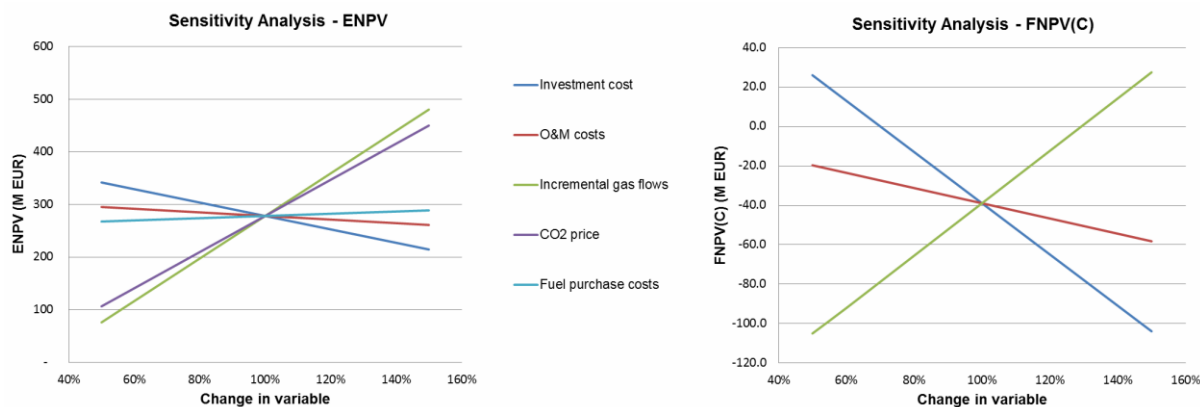 Sensitivity Analysis - ENPV
600
500
400
300
200
100
-
40% 60% 80% 100% 120% 140% 160%
Change in variable
ENPV (M EUR)
Investment cost
O&M costs
Incremental gas flows
CO2 price
Fuel purchase costs
Sensitivity Analysis - FNPV(C)
40.0
20.0
0.0
-20.0
-40.0
-60.0
-80.0
-100.0
-120.0
40% 60% 80% 100% 120% 140% 160%
Change in variable
FNPV(C) (M EUR)